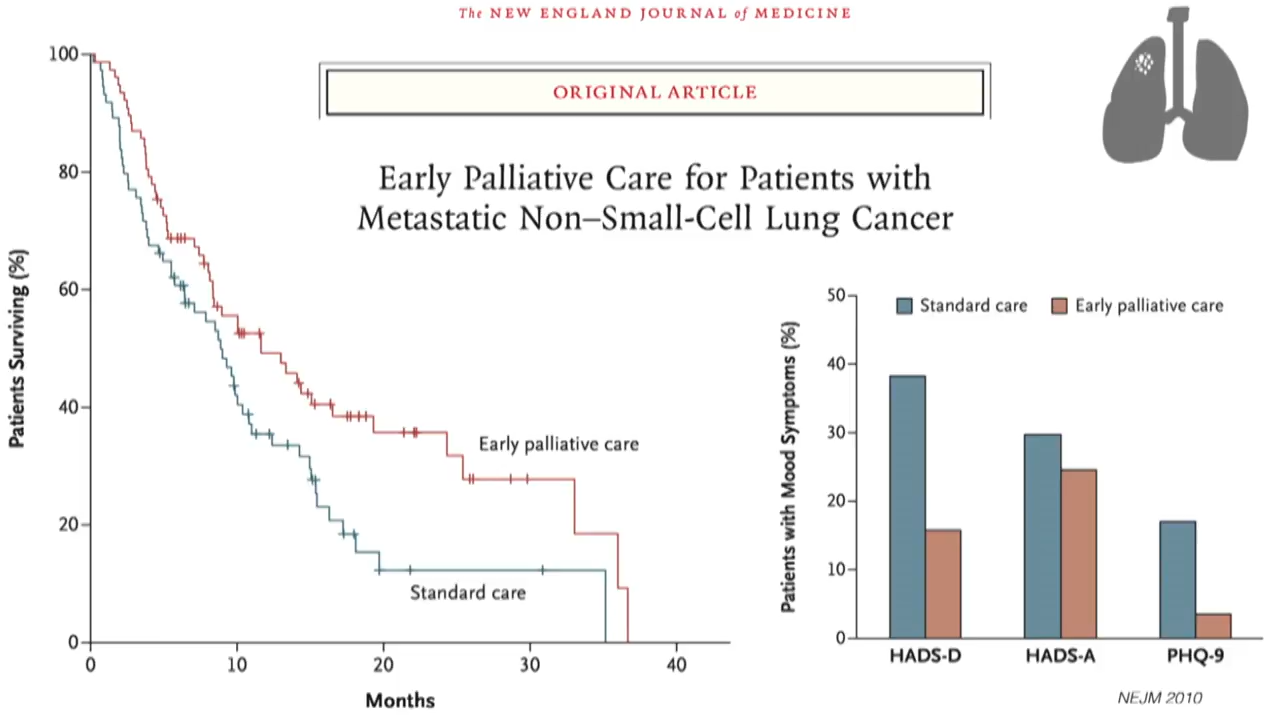 The NEW ENGLAND JOURNAL of MEDICINE
ORIGINAL ARTICLE
Early Palliative Care for Patients with
Metastatic Non–Small-Cell Lung Cancer
Patients Surviving (%)
100
80
60
40
20
0
0 10 20 30 40
Months
Early palliative care
Standard care
Patients with Mood Symptoms (%)
50
40
30
20
10
0
Standard care Early palliative care
HADS-D HADS-A PHQ-9
NEJM 2010